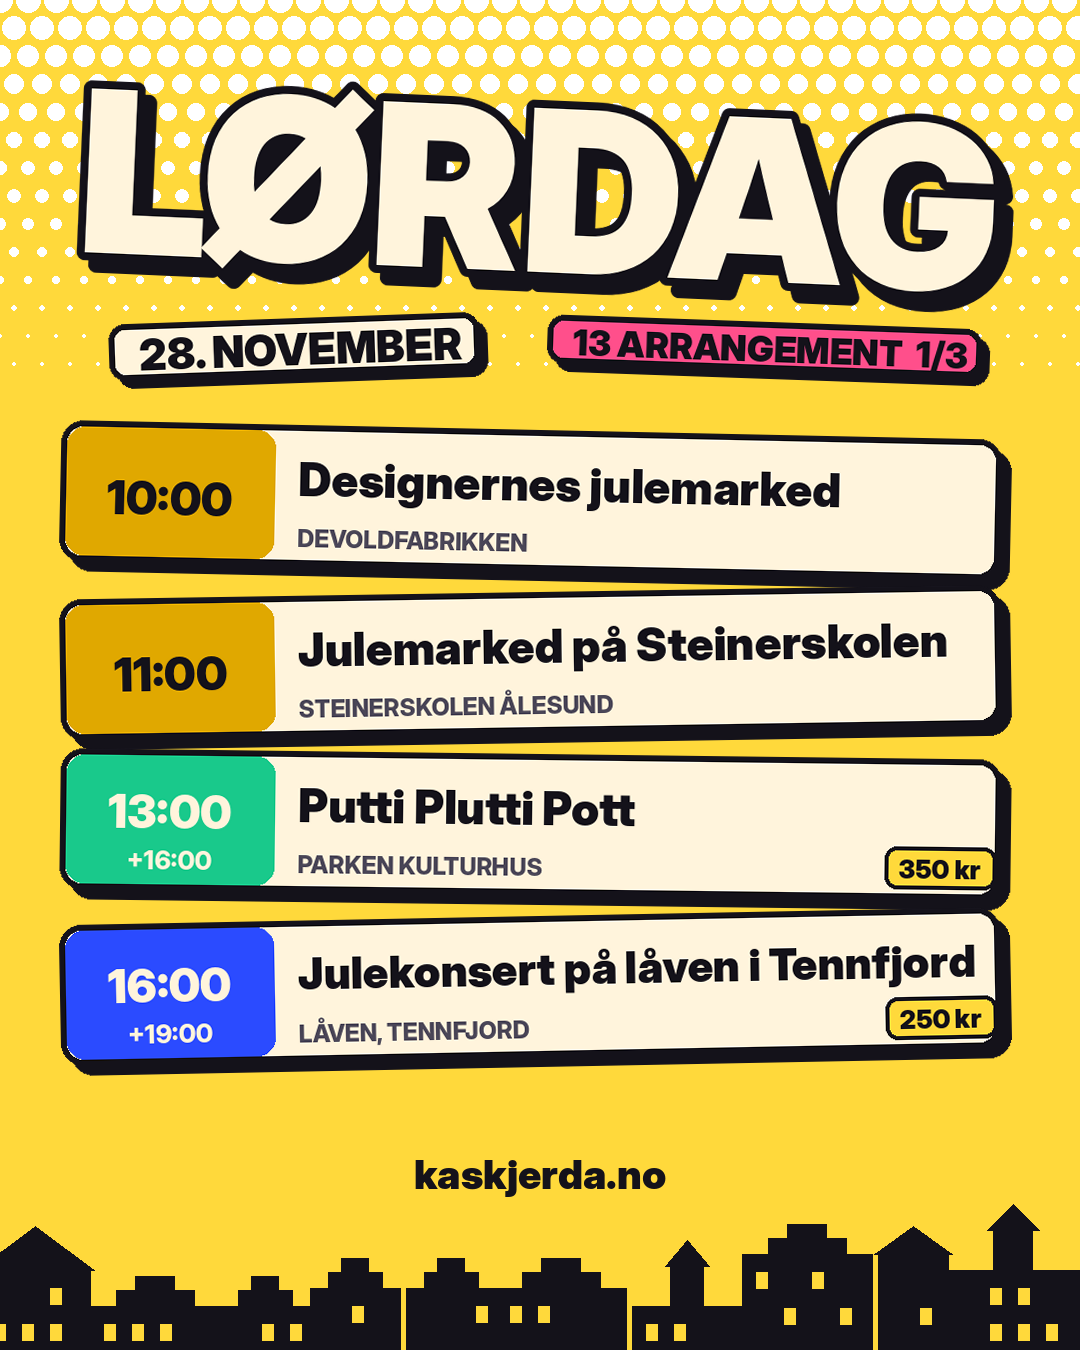 LØRDAG
28. NOVEMBER
13 ARRANGEMENT 1/3
10:00
Designernes julemarked
DEVOLDFABRIKKEN
11:00
Julemarked på Steinerskolen
STEINERSKOLEN ÅLESUND
13:00
+16:00
Putti Plutti Pott
PARKEN KULTURHUS
350 kr
16:00
+19:00
Julekonsert på låven i Tennfjord
LÅVEN, TENNFJORD
250 kr
kaskjerda.no